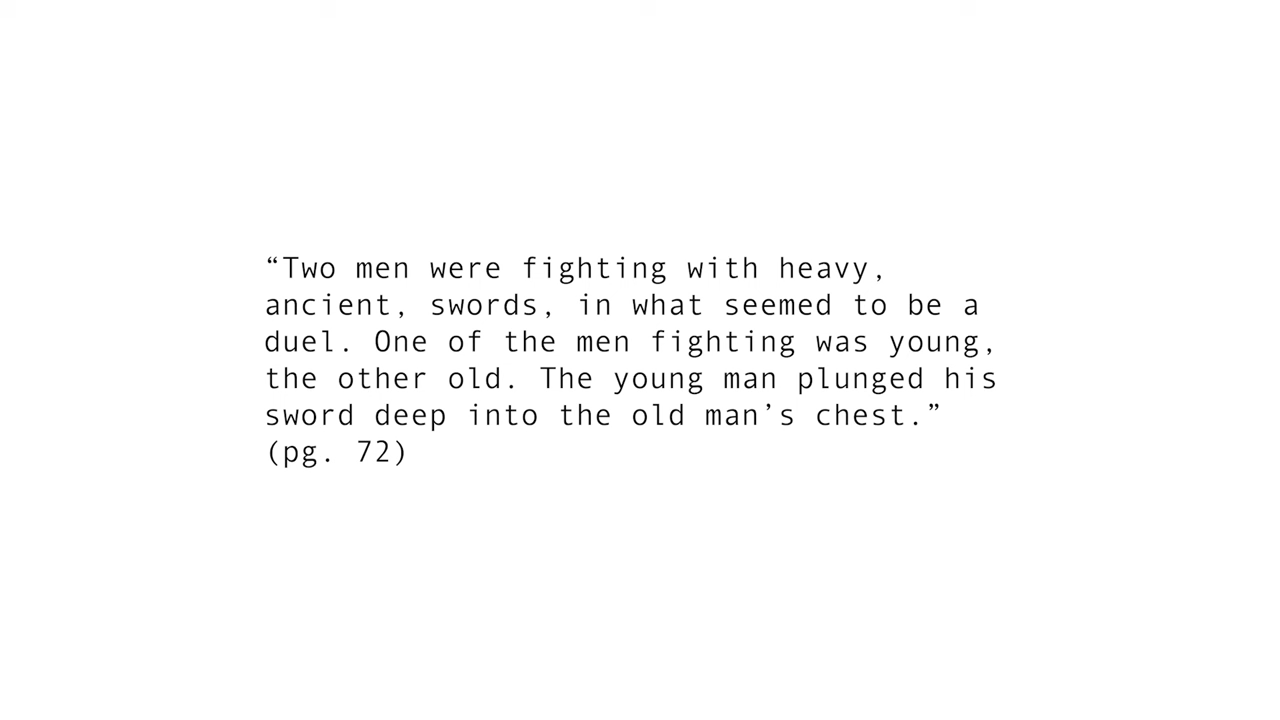 “Two men were fighting with heavy,
ancient, swords, in what seemed to be a
duel. One of the men fighting was young,
the other old. The young man plunged his
sword deep into the old man’s chest.”
(pg. 72)